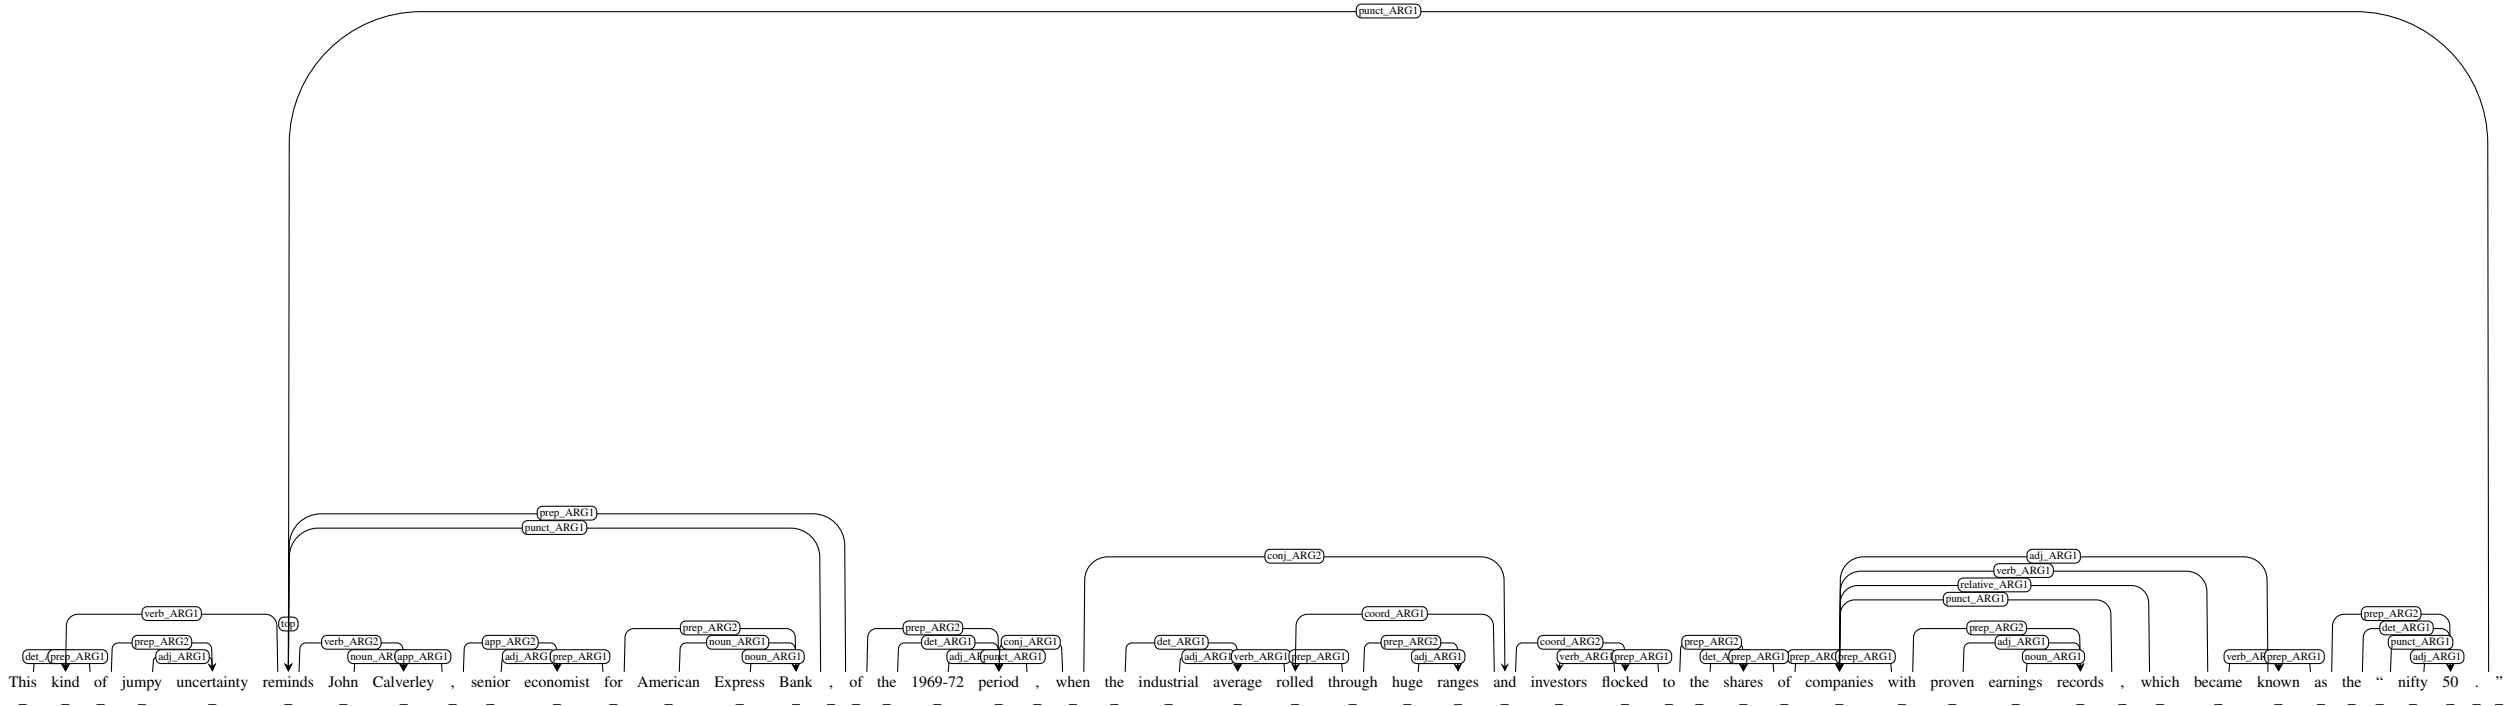 punct_ARG1
prep_ARG1
punct_ARG1
conj_ARG2 adj_ARG1
verb_ARG1
relative_ARG1
punct_ARG1
verb_ARG1 top coord_ARG1 prep_ARG2
prep_ARG2 prep_ARG2 prep_ARG2 det_ARG1
prep_ARG2 verb_ARG2 app_ARG2 noun_ARG1 det_ARG1 conj_ARG1 det_ARG1 prep_ARG2 coord_ARG2 prep_ARG2 adj_ARG1 punct_ARG1
prep_ARG1 adj_ARG1 app_ARG1 prep_ARG1 noun_ARG1 punct_ARG1 verb_ARG1 prep_ARG1 adj_ARG1 prep_ARG1 prep_ARG1 prep_ARG1 noun_ARG1 prep_ARG1 adj_ARG1
This kind of jumpy uncertainty reminds John Calverley , senior economist for American Express Bank , of the 1969-72 period , when the industrial average rolled through huge ranges and investors flocked to the shares of companies with proven earnings records , which became known as the “ nifty 50 . ”
_ _ _ _ _ _ _ _ _ _ _ _ _ _ _ _ _ _ _ _ _ _ _ _ _ _ _ _ _ _ _ _ _ _ _ _ _ _ _ _ _ _ _ _ _ _ _ _ _ _ _